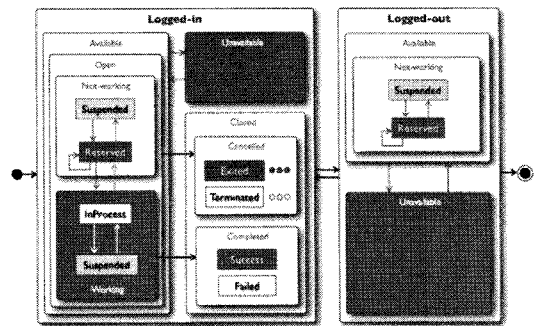 Logged-in
Available
Open
Not-working
Suspended
Reserved
InProcess
Suspended
Working
Unavailable
Closed
Cancelled
Exited
Terminated
Completed
Success
Failed
Logged-out
Available
Not-working
Suspended
Reserved
Unavailable